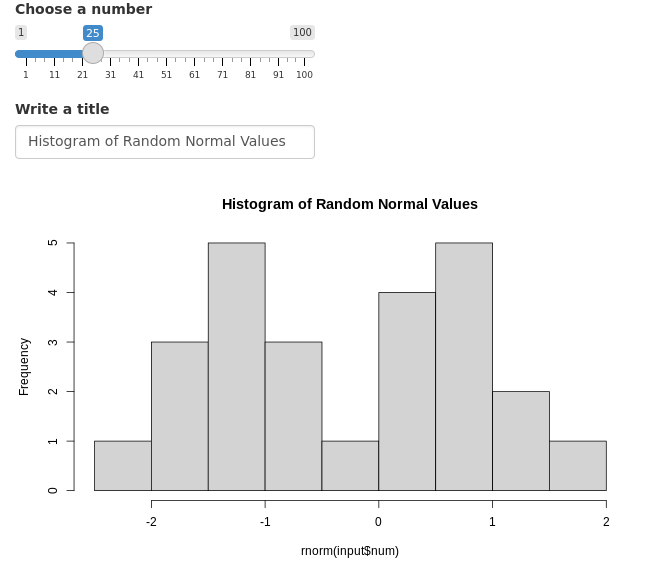 Choose a number
1 25 100
1 11 21 31 41 51 61 71 81 91 100
Write a title
Histogram of Random Normal Values
Histogram of Random Normal Values
5
4
3
2
1
0
Frequency
-2 -1 0 1 2
rnorm(input$num)